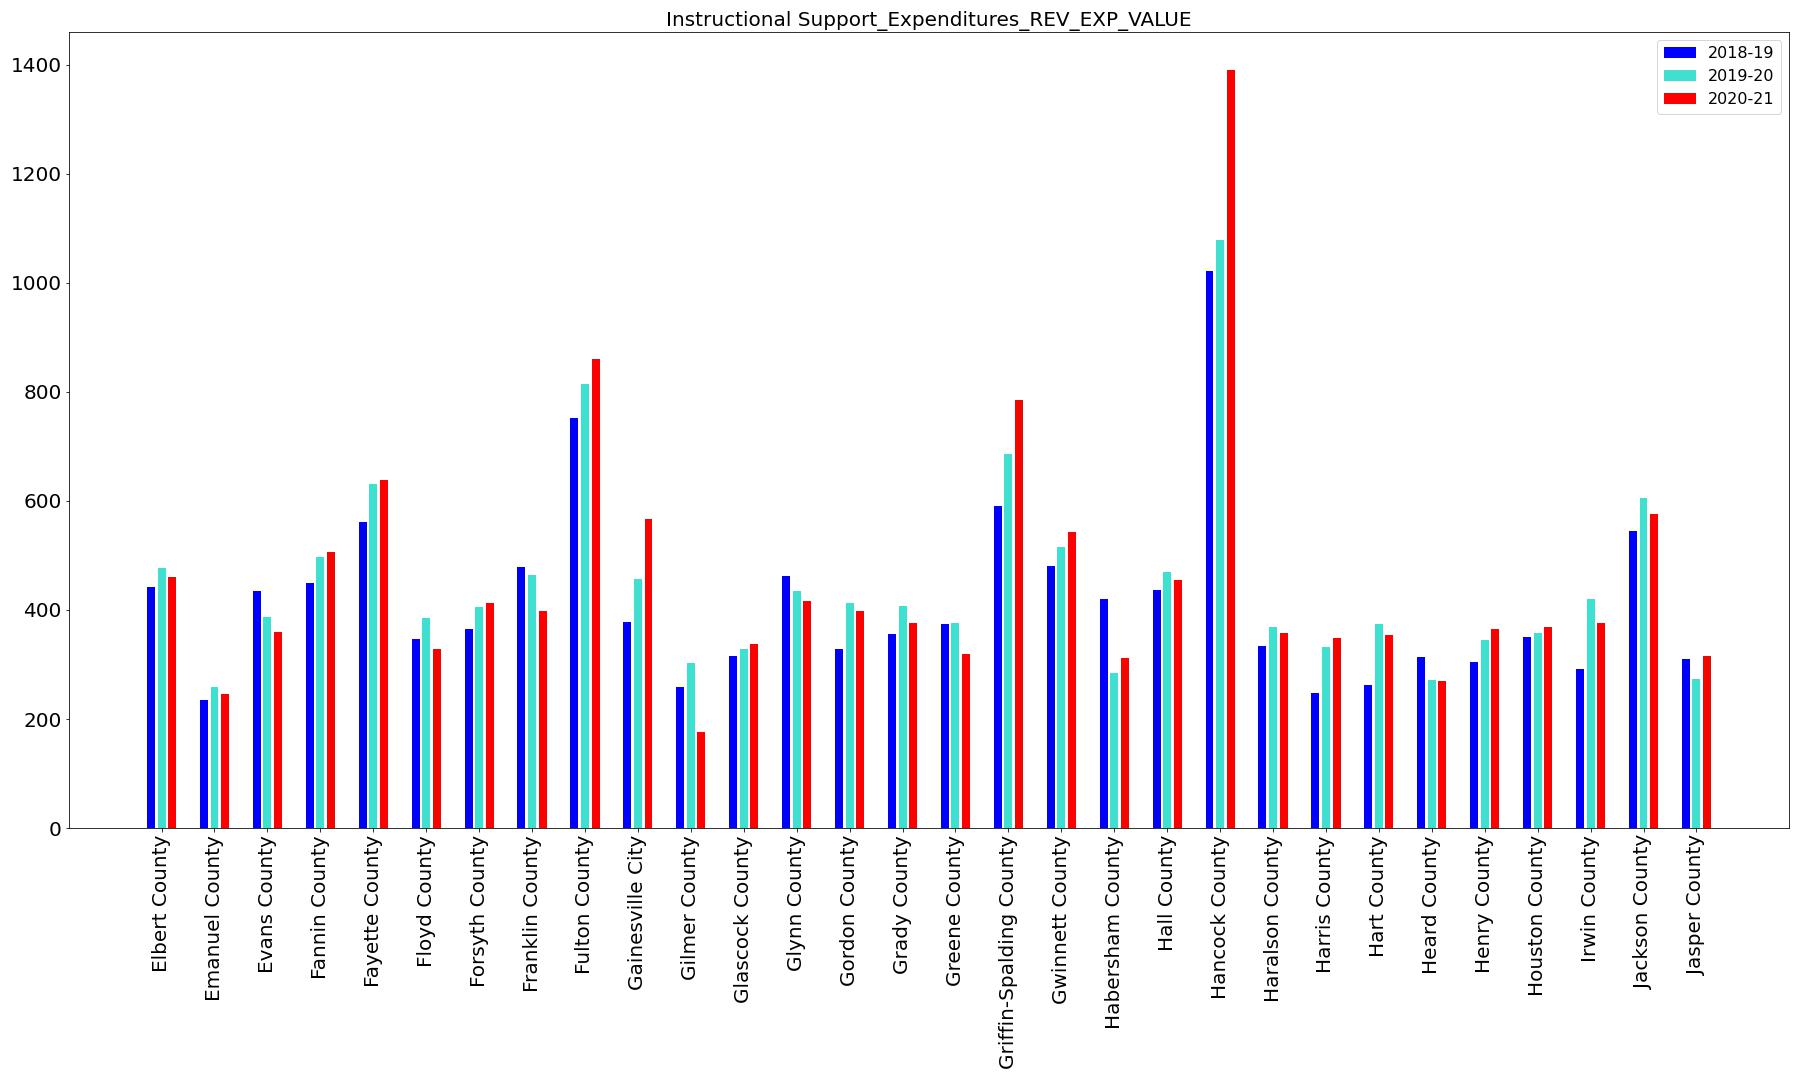 Instructional Support_Expenditures_REV_EXP_VALUE
2018-19
2019-20
2020-21
1400
1200
1000
800
600
400
200
0
Elbert County
Emanuel County
Evans County
Fannin County
Fayette County
Floyd County
Forsyth County
Franklin County
Fulton County
Gainesville City
Gilmer County
Glascock County
Glynn County
Gordon County
Grady County
Greene County
Griffin-Spalding County
Gwinnett County
Habersham County
Hall County
Hancock County
Haralson County
Harris County
Hart County
Heard County
Henry County
Houston County
Irwin County
Jackson County
Jasper County